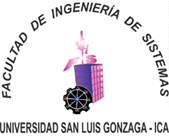 FACULTAD DE INGENIERÍA DE SISTEMAS
UNIVERSIDAD SAN LUIS GONZAGA - ICA